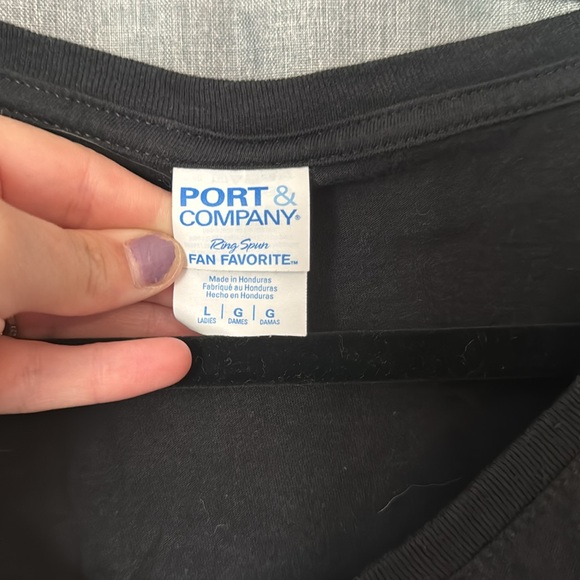 PORT &
COMPANY®
Ring Spun
FAN FAVORITE™
Made in Honduras
Fabriqué au Honduras
Hecho en Honduras
L | G | G
LADIES DAMES DAMAS